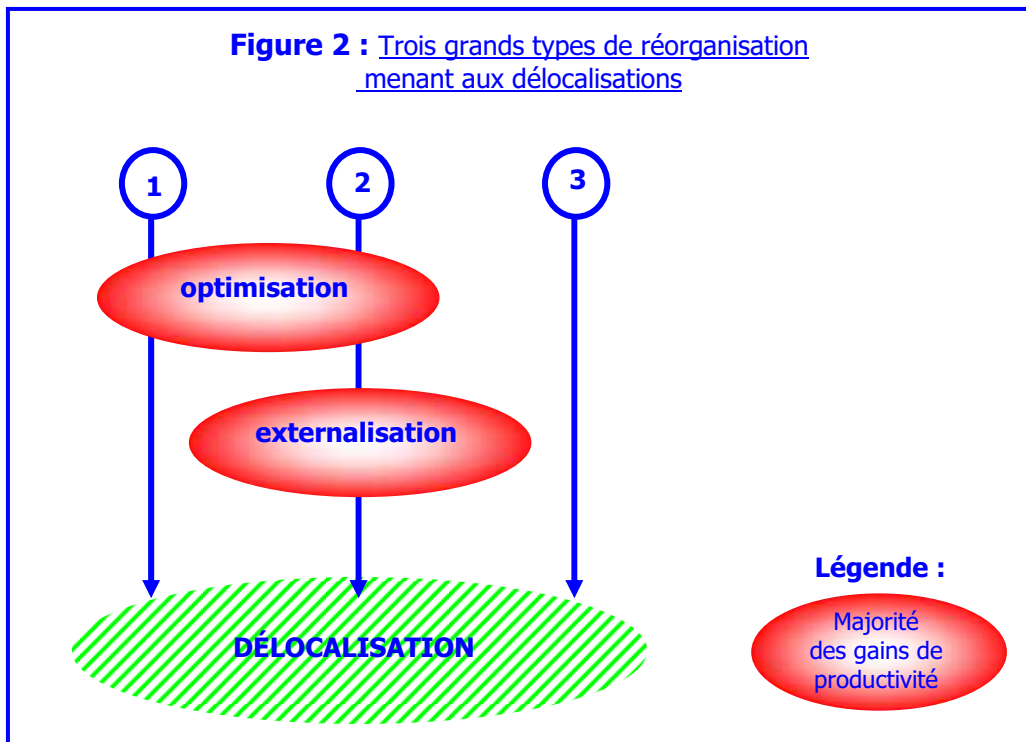 Figure 2 : Trois grands types de réorganisation
menant aux délocalisations
1
2
3
optimisation
externalisation
DÉLOCALISATION
Légende :
Majorité
des gains de
productivité